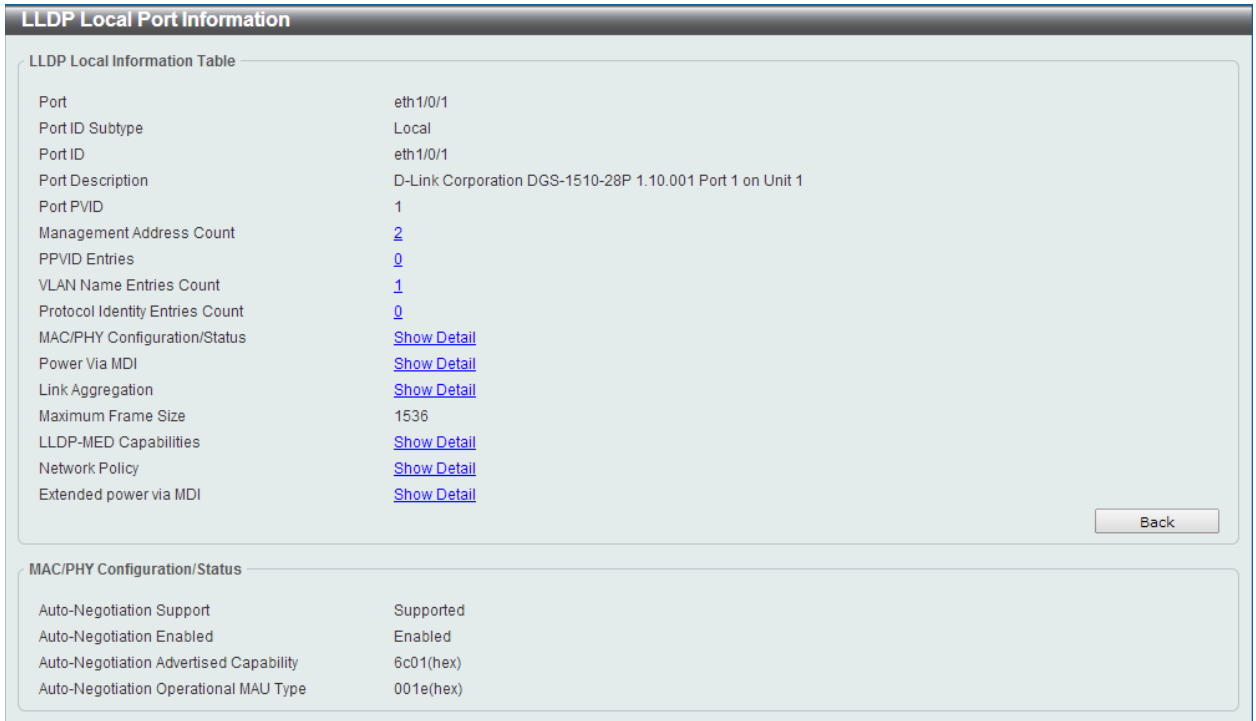 LLDP Local Port Information
LLDP Local Information Table
Port eth1/0/1
Port ID Subtype Local
Port ID eth1/0/1
Port Description D-Link Corporation DGS-1510-28P 1.10.001 Port 1 on Unit 1
Port PVID 1
Management Address Count 2
PPVID Entries 0
VLAN Name Entries Count 1
Protocol Identity Entries Count 0
MAC/PHY Configuration/Status Show Detail
Power Via MDI Show Detail
Link Aggregation Show Detail
Maximum Frame Size 1536
LLDP-MED Capabilities Show Detail
Network Policy Show Detail
Extended power via MDI Show Detail
Back
MAC/PHY Configuration/Status
Auto-Negotiation Support Supported
Auto-Negotiation Enabled Enabled
Auto-Negotiation Advertised Capability 6c01(hex)
Auto-Negotiation Operational MAU Type 001e(hex)